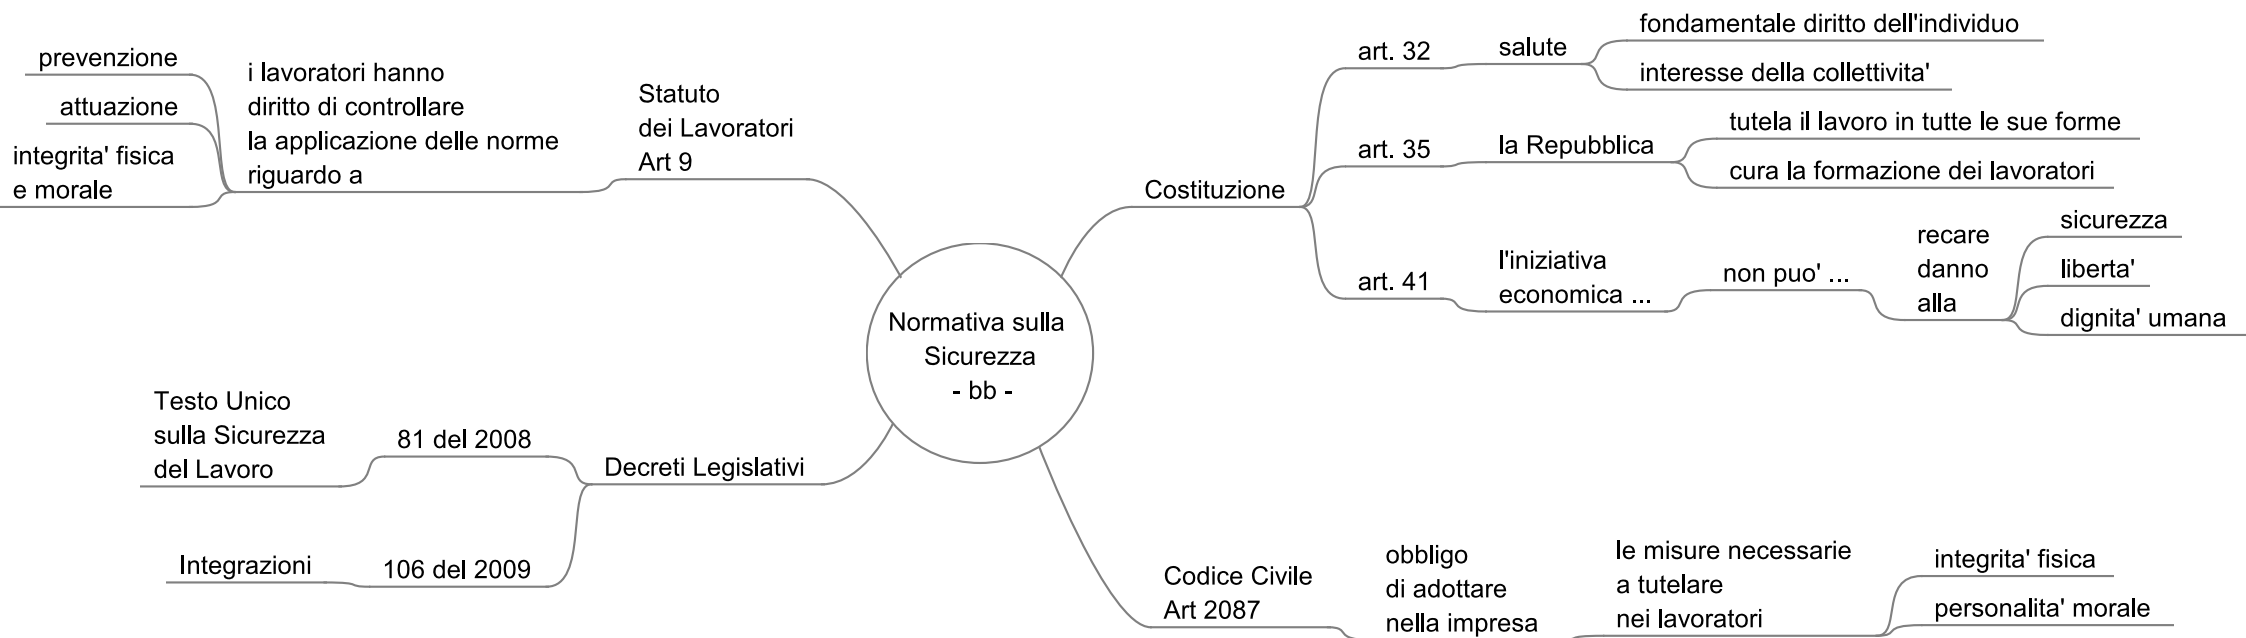 Normativa sulla
Sicurezza
- bb -
Costituzione
art. 32
salute
fondamentale diritto dell'individuo
interesse della collettivita'
art. 35
la Repubblica
tutela il lavoro in tutte le sue forme
cura la formazione dei lavoratori
art. 41
l'iniziativa
economica ...
non puo' ...
recare
danno
alla
sicurezza
liberta'
dignita' umana
Codice Civile
Art 2087
obbligo
di adottare
nella impresa
le misure necessarie
a tutelare
nei lavoratori
integrita' fisica
personalita' morale
Statuto
dei Lavoratori
Art 9
i lavoratori hanno
diritto di controllare
la applicazione delle norme
riguardo a
prevenzione
attuazione
integrita' fisica
e morale
Decreti Legislativi
81 del 2008
Testo Unico
sulla Sicurezza
del Lavoro
106 del 2009
Integrazioni